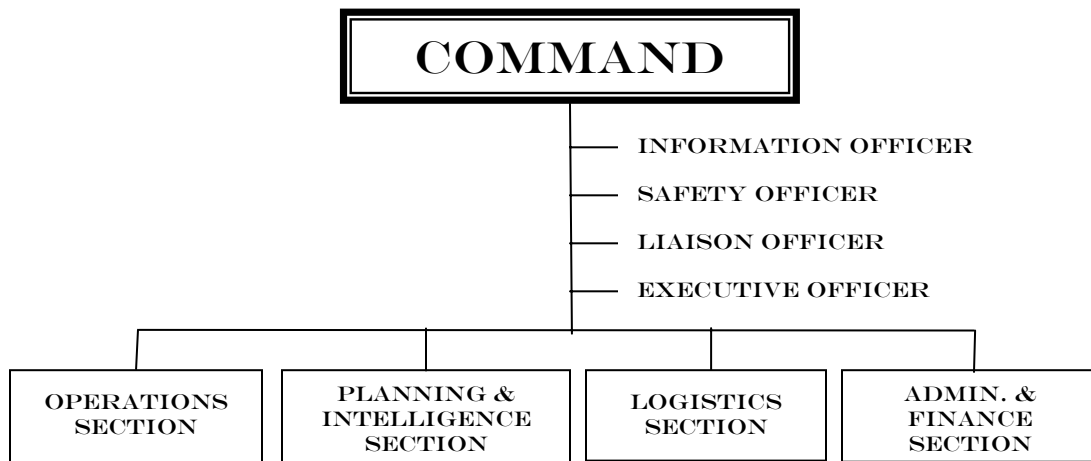 COMMAND
INFORMATION OFFICER
SAFETY OFFICER
LIAISON OFFICER
EXECUTIVE OFFICER
OPERATIONS
SECTION
PLANNING &
INTELLIGENCE
SECTION
LOGISTICS
SECTION
ADMIN. &
FINANCE
SECTION